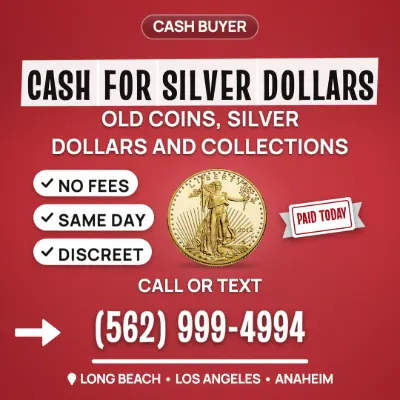 CASH BUYER
CASH FOR SILVER DOLLARS
OLD COINS, SILVER
DOLLARS AND COLLECTIONS
NO FEES
SAME DAY
DISCREET
LIBERTY
PAID TODAY
CALL OR TEXT
(562) 999-4994
LONG BEACH • LOS ANGELES • ANAHEIM